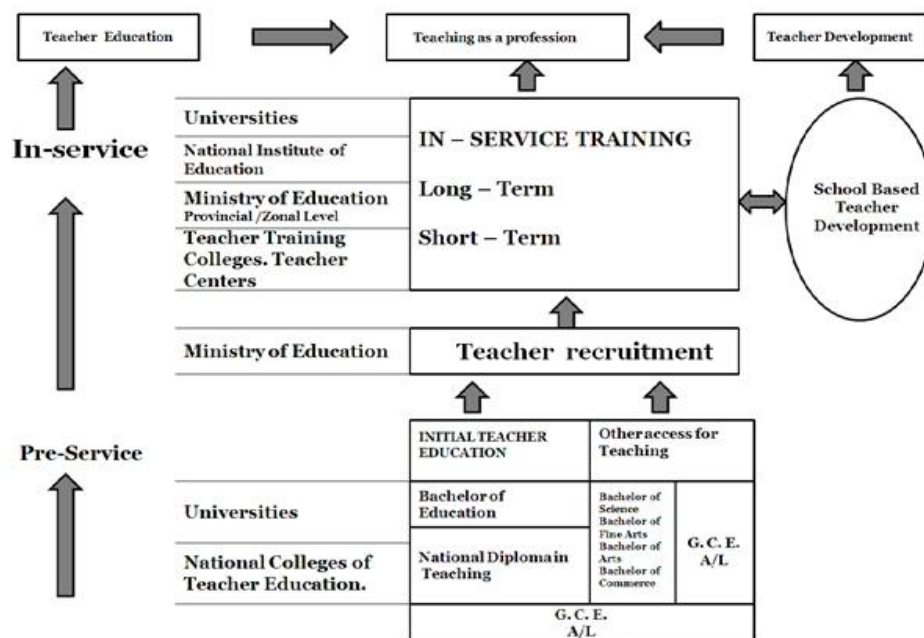 Teacher Education
Teaching as a profession
Teacher Development
In-service
Universities
National Institute of
Education
Ministry of Education
Provincial /Zonal Level
Teacher Training
Colleges. Teacher
Centers
IN – SERVICE TRAINING
Long – Term
Short – Term
School Based
Teacher
Development
Ministry of Education
Teacher recruitment
Pre-Service
INITIAL TEACHER
EDUCATION
Other access for
Teaching
Universities
Bachelor of
Education
Bachelor of
Science
Bachelor of
Fine Arts
Bachelor of
Arts
Bachelor of
Commerce
G. C. E.
A/L
National Colleges of
Teacher Education.
National Diploma in
Teaching
G. C. E.
A/L